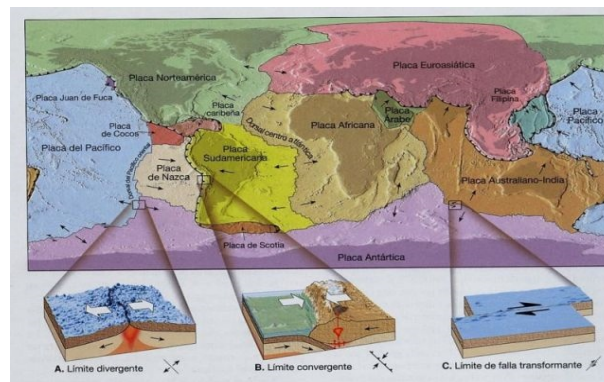 Placa Norteamérica
Placa Euroasiática
Placa Juan de Fuca
Placa
caribeña
Placa
Filipina
Placa
Arabe
Placa
Pacífico
Placa
de Cocos
Placa Africana
Placa del Pacífico
Placa
Sudamericana
Placa
de Nazca
Placa Australiano-India
Placa de Scotia
Placa Antártica
A. Límite divergente
B. Límite convergente
C. Límite de falla transformante